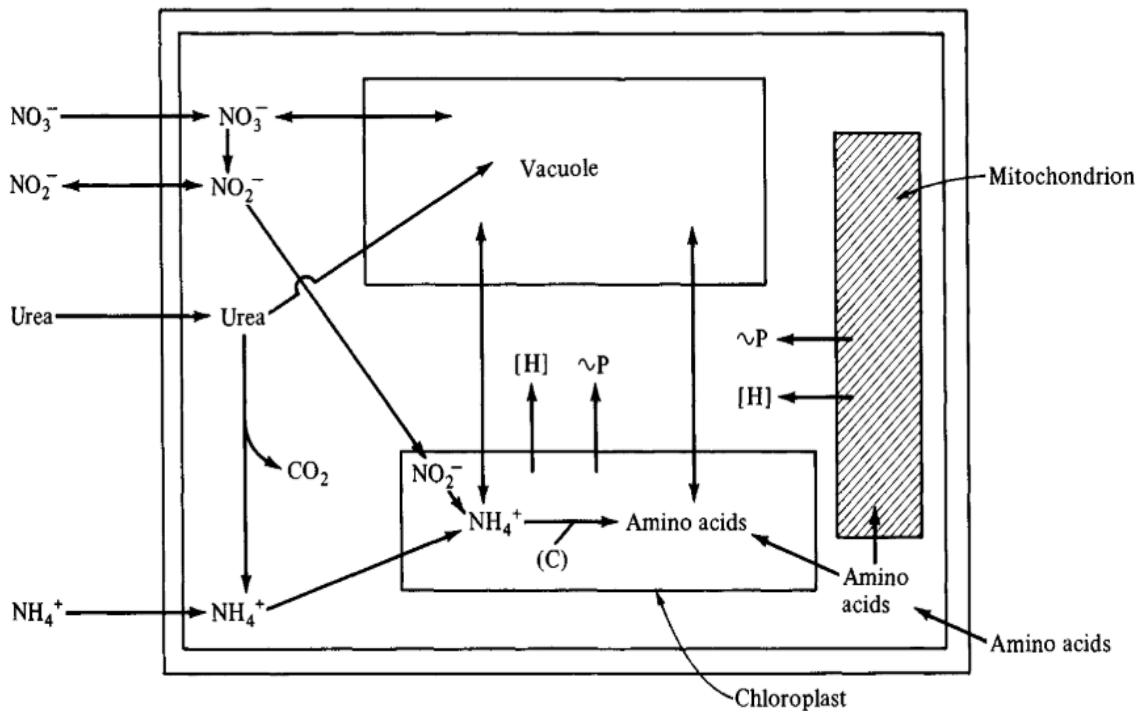 NO₃⁻
NO₃⁻
NO₂⁻
NO₂⁻
Vacuole
Mitochondrion
Urea
Urea
~P
[H]
[H]
~P
CO₂
NO₂⁻
NH₄⁺
Amino acids
(C)
NH₄⁺
NH₄⁺
Amino
acids
Amino acids
Chloroplast